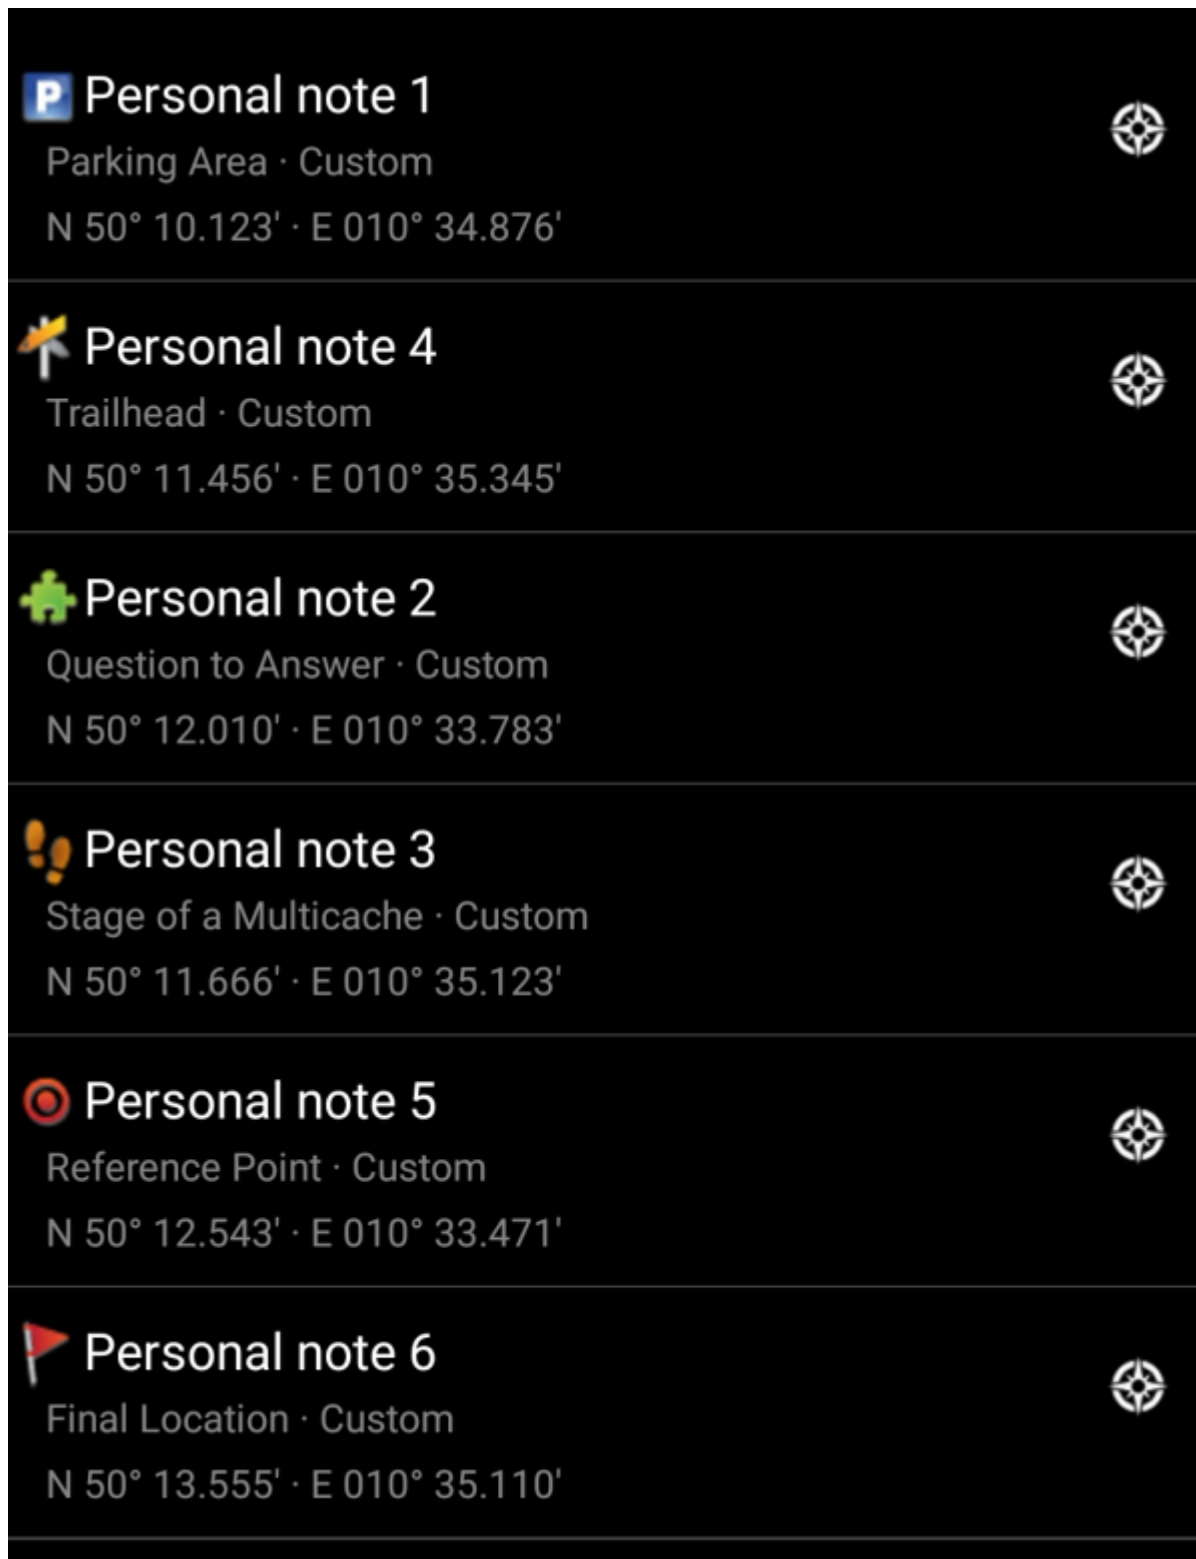 P Personal note 1
Parking Area · Custom
N 50° 10.123' · E 010° 34.876'
Personal note 4
Trailhead · Custom
N 50° 11.456' · E 010° 35.345'
Personal note 2
Question to Answer · Custom
N 50° 12.010' · E 010° 33.783'
Personal note 3
Stage of a Multicache · Custom
N 50° 11.666' · E 010° 35.123'
Personal note 5
Reference Point · Custom
N 50° 12.543' · E 010° 33.471'
Personal note 6
Final Location · Custom
N 50° 13.555' · E 010° 35.110'